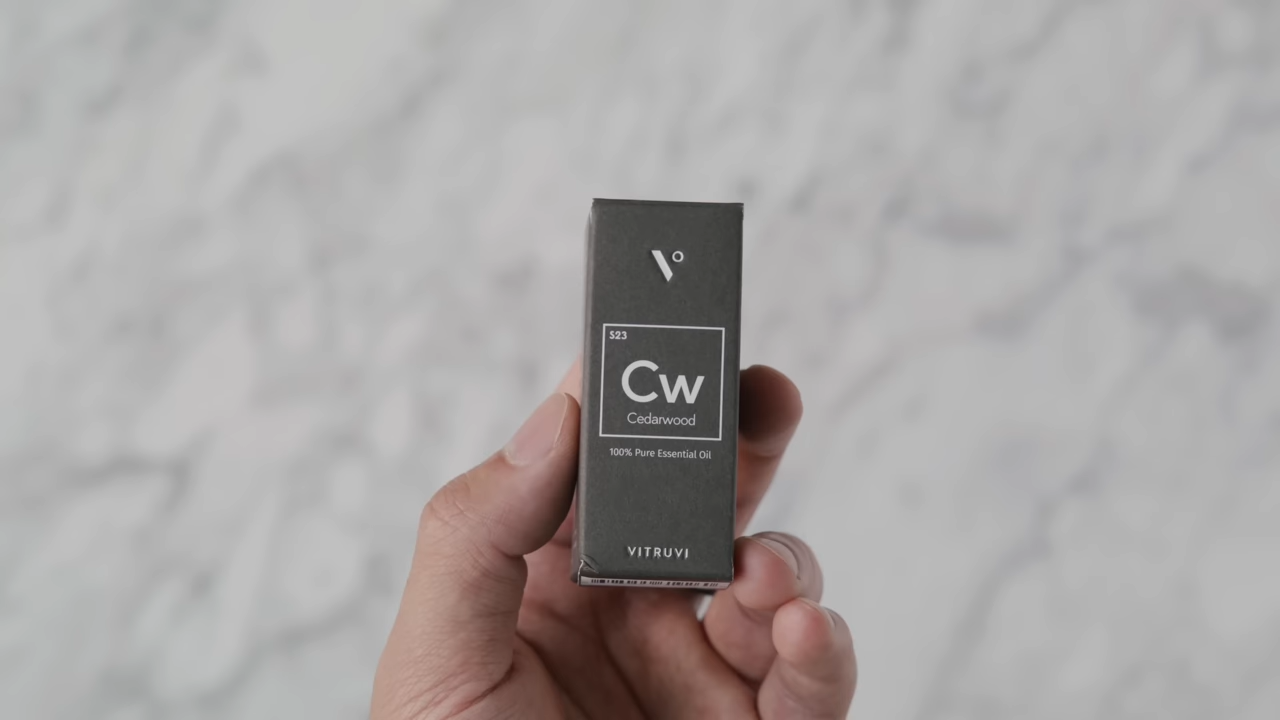 V°
S23
Cw
Cedarwood
100% Pure Essential Oil
VITRUVI